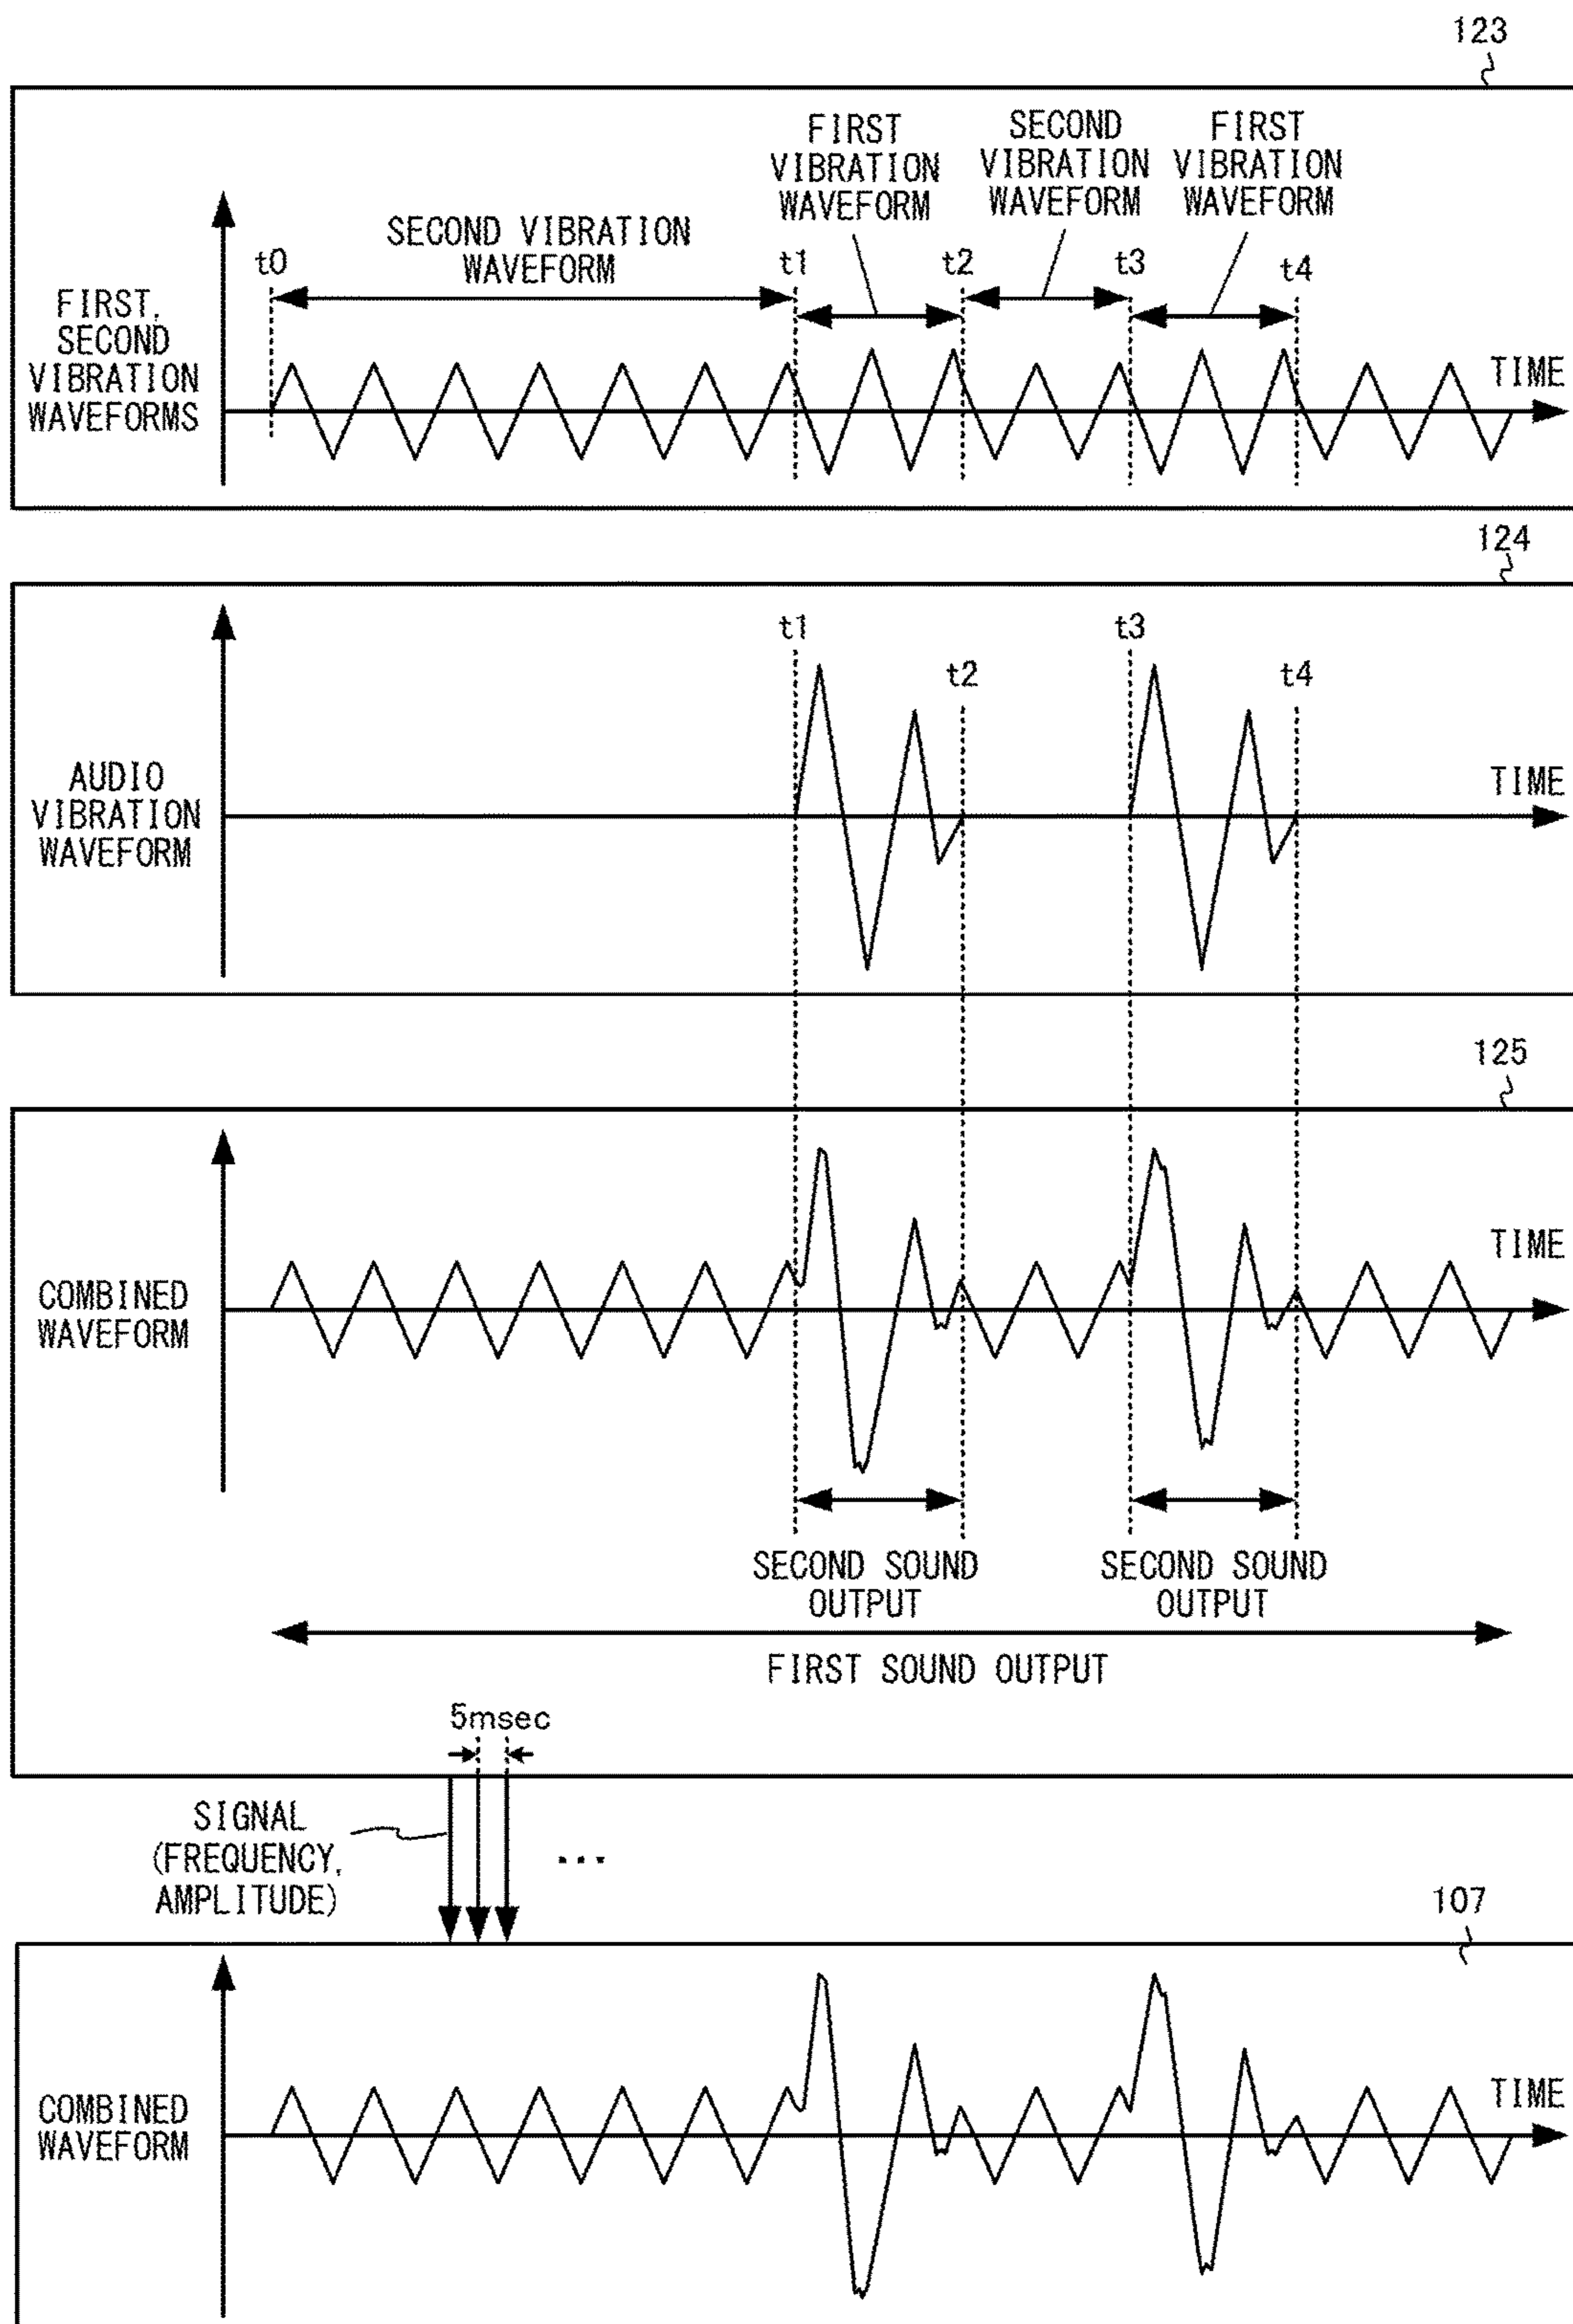 123
FIRST
VIBRATION
WAVEFORM
SECOND
VIBRATION
WAVEFORM
FIRST
VIBRATION
WAVEFORM
SECOND VIBRATION
WAVEFORM
t0
t1
t2
t3
t4
FIRST,
SECOND
VIBRATION
WAVEFORMS
TIME
124
t1
t2
t3
t4
AUDIO
VIBRATION
WAVEFORM
TIME
125
COMBINED
WAVEFORM
TIME
SECOND SOUND
OUTPUT
SECOND SOUND
OUTPUT
FIRST SOUND OUTPUT
5msec
SIGNAL
(FREQUENCY,
AMPLITUDE)
...
107
COMBINED
WAVEFORM
TIME